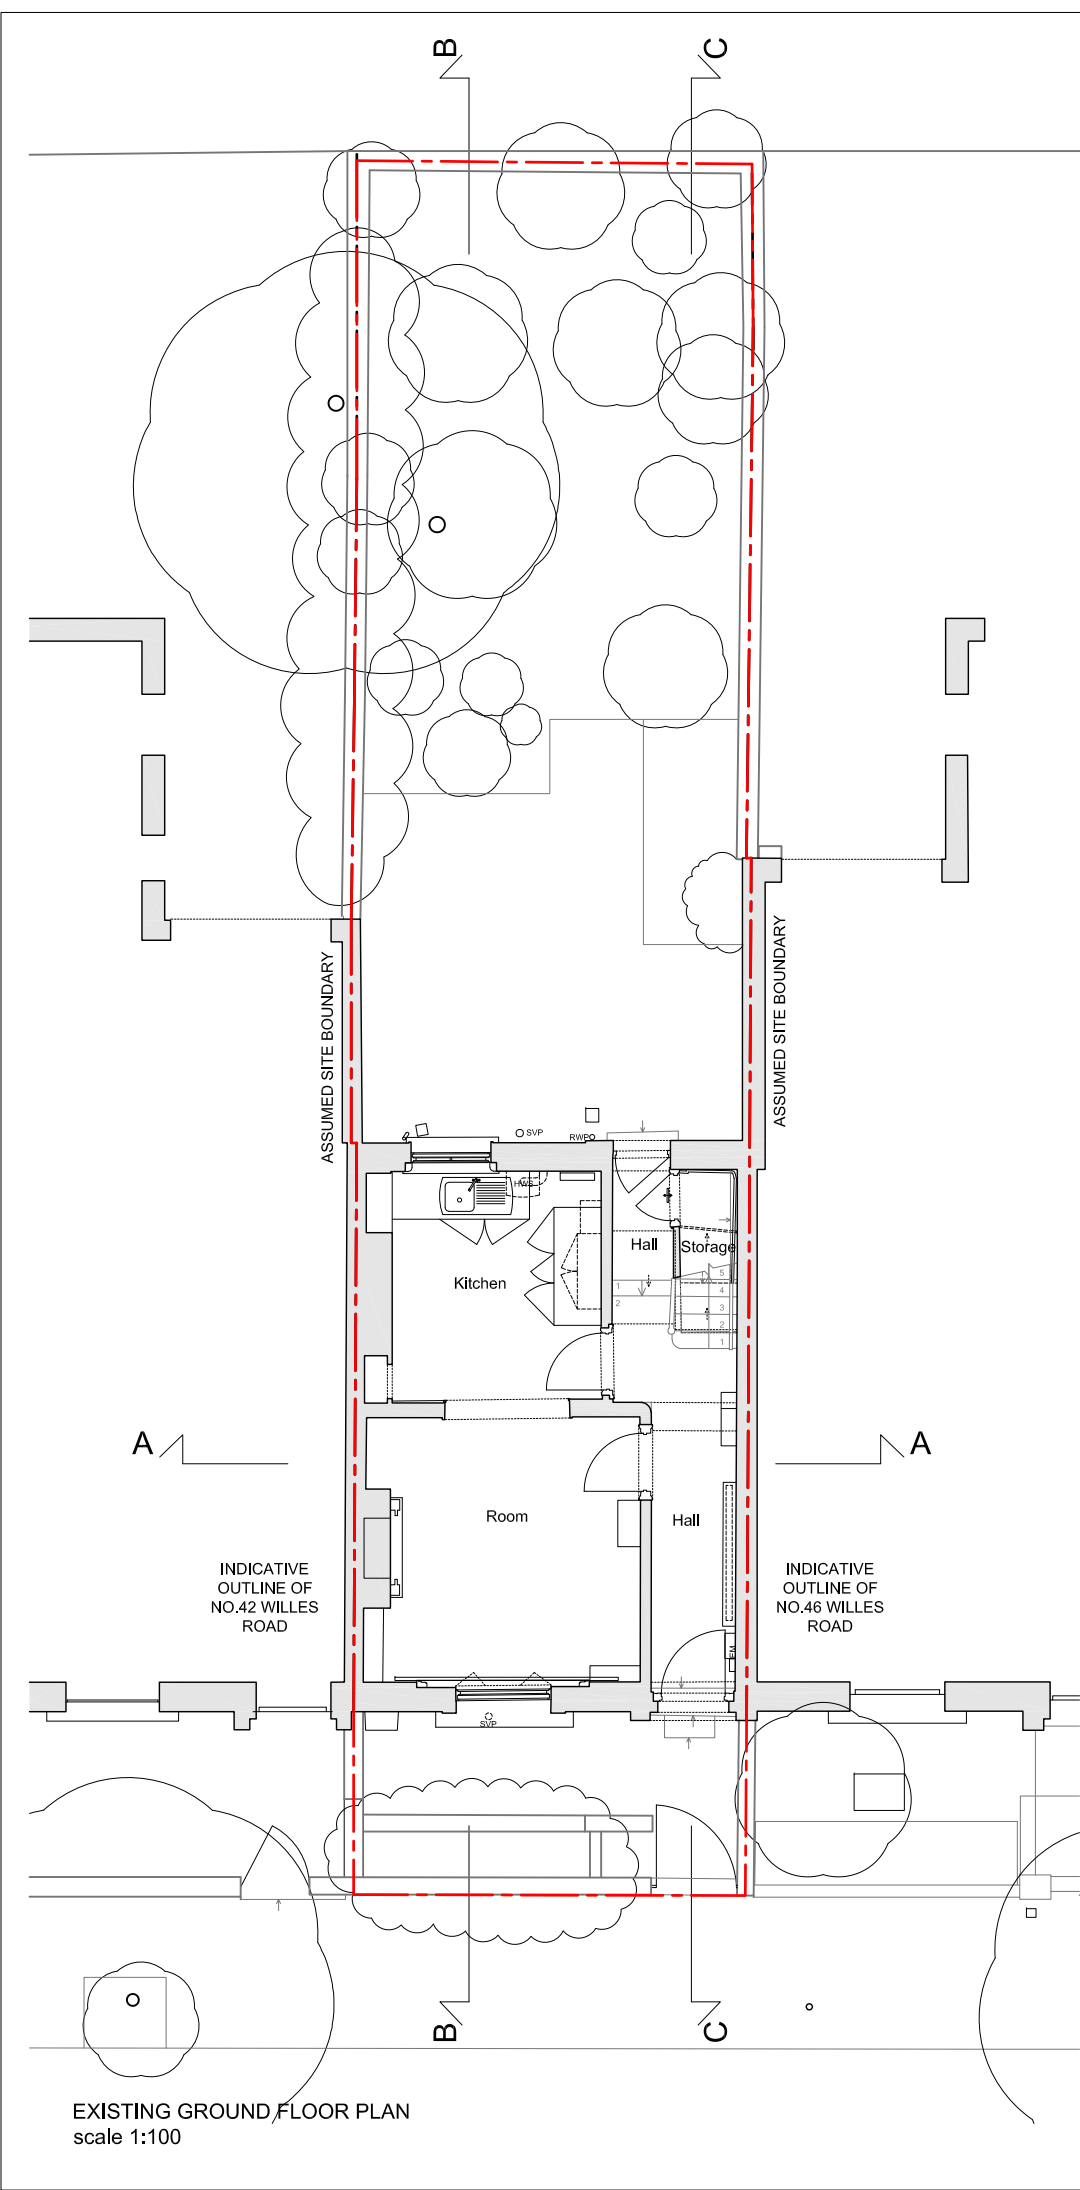 B
C
ASSUMED SITE BOUNDARY
ASSUMED SITE BOUNDARY
SVP
RWP
HWS
Hall
Storage
Kitchen
1
2
5
4
3
2
1
A
A
Room
Hall
INDICATIVE
OUTLINE OF
NO.42 WILLES
ROAD
INDICATIVE
OUTLINE OF
NO.46 WILLES
ROAD
EM
SVP
B
C
EXISTING GROUND FLOOR PLAN
scale 1:100